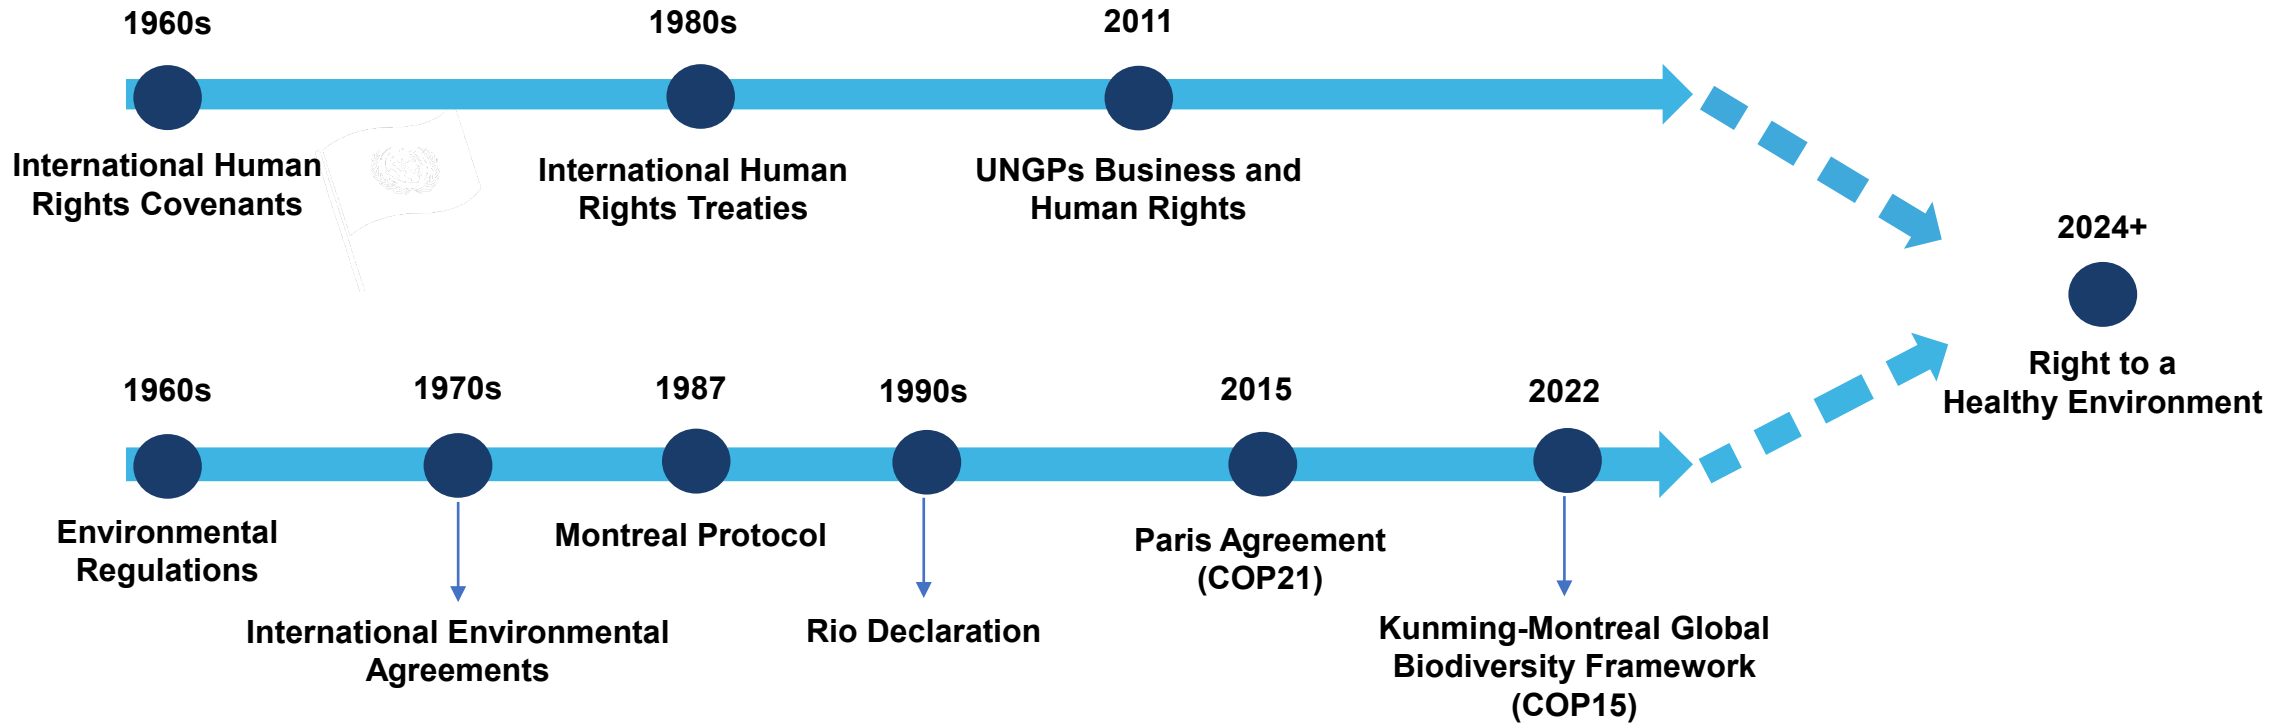 1960s
1980s
2011
International Human
Rights Covenants
International Human
Rights Treaties
UNGPs Business and
Human Rights
2024+
Right to a
Healthy Environment
1960s
1970s
1987
1990s
2015
2022
Environmental
Regulations
International Environmental
Agreements
Montreal Protocol
Rio Declaration
Paris Agreement
(COP21)
Kunming-Montreal Global
Biodiversity Framework
(COP15)